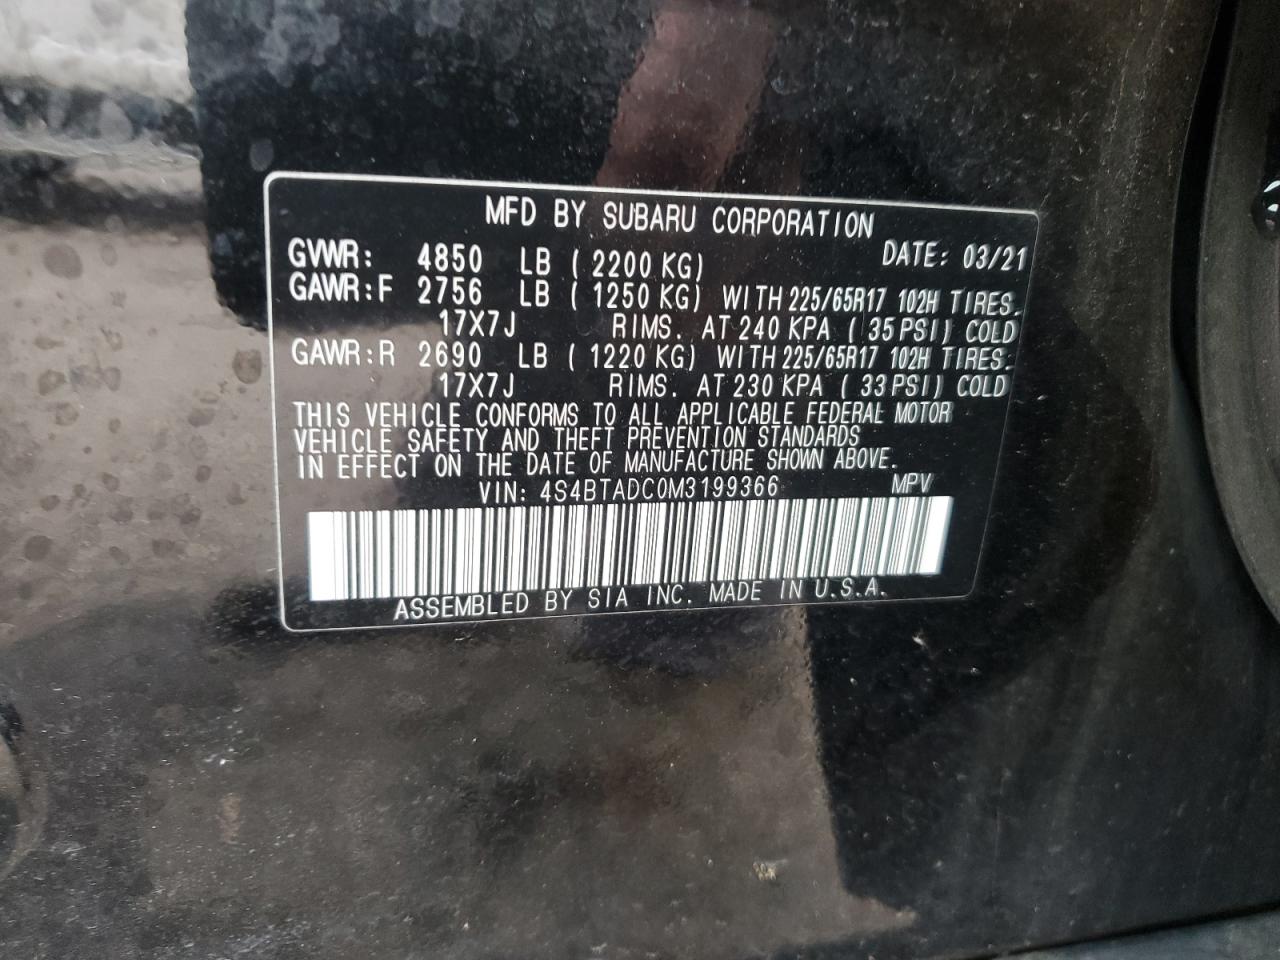 MFD BY SUBARU CORPORATION
DATE: 03/21
GVWR: 4850 LB ( 2200 KG)
GAWR:F 2756 LB ( 1250 KG) WITH 225/65R17 102H TIRES.
17X7J RIMS. AT 240 KPA ( 35 PSI) COLD
GAWR:R 2690 LB ( 1220 KG) WITH 225/65R17 102H TIRES:
17X7J RIMS. AT 230 KPA ( 33 PSI) COLD
THIS VEHICLE CONFORMS TO ALL APPLICABLE FEDERAL MOTOR
VEHICLE SAFETY AND THEFT PREVENTION STANDARDS
IN EFFECT ON THE DATE OF MANUFACTURE SHOWN ABOVE.
VIN: 4S4BTADC0M3199366 MPV
ASSEMBLED BY SIA INC. MADE IN U.S.A.